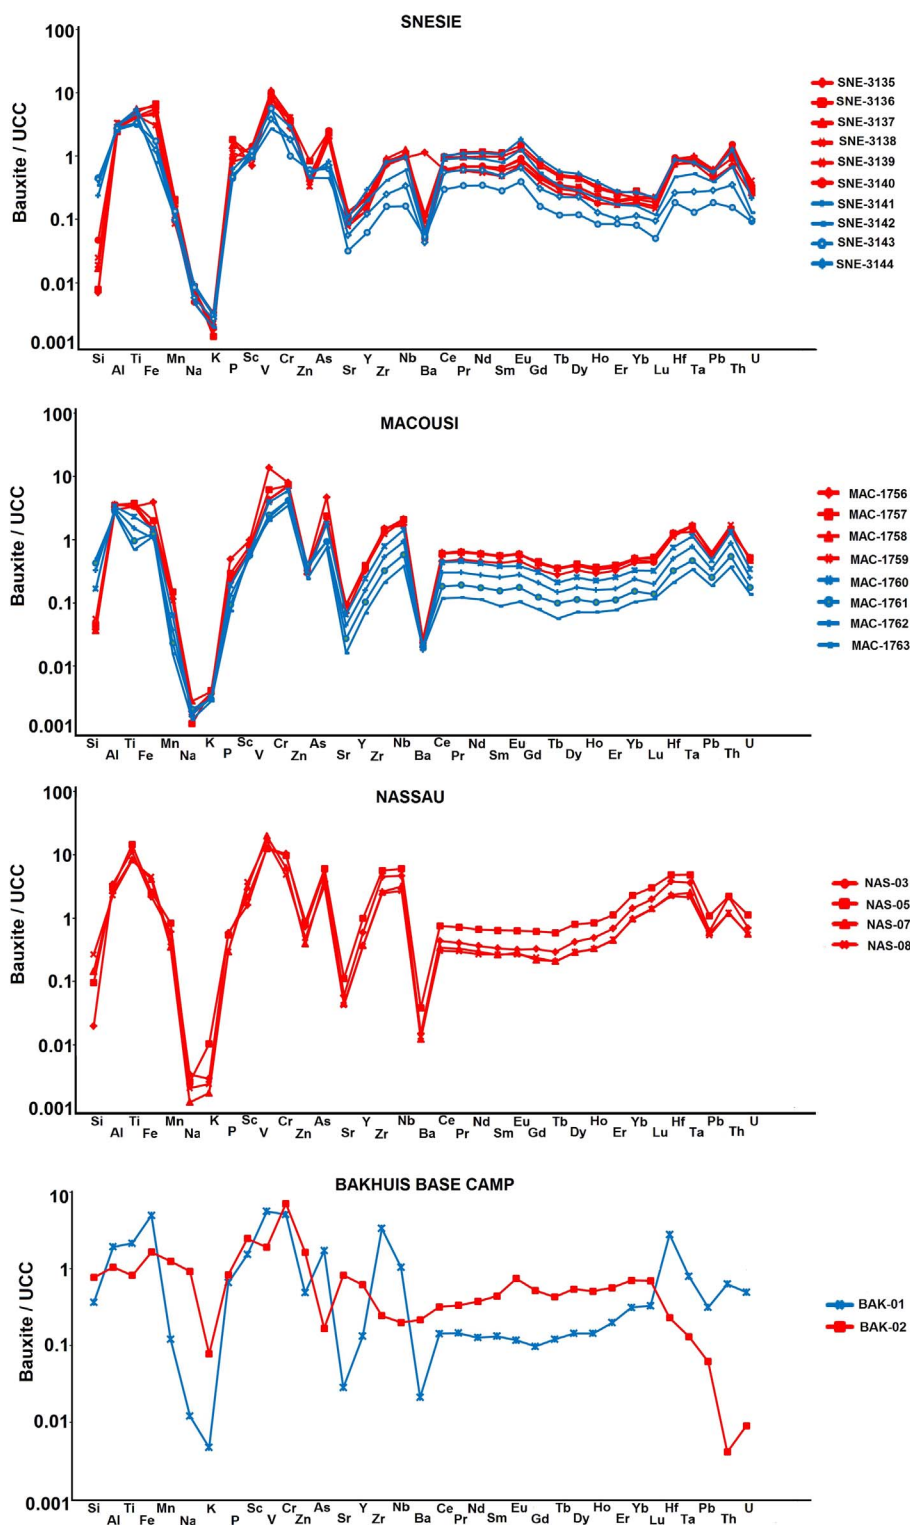 SNESIE
100
10
1
0.1
0.01
0.001
Bauxite / UCC
Si Al Ti Fe Mn Na K P Sc V Cr Zn As Sr Y Zr Nb Ba Ce Pr Nd Sm Eu Gd Tb Dy Ho Er Yb Lu Hf Ta Pb Th U
SNE-3135
SNE-3136
SNE-3137
SNE-3138
SNE-3139
SNE-3140
SNE-3141
SNE-3142
SNE-3143
SNE-3144
MACOUSI
100
10
1
0.1
0.01
0.001
Bauxite / UCC
Si Al Ti Fe Mn Na K P Sc V Cr Zn As Sr Y Zr Nb Ba Ce Pr Nd Sm Eu Gd Tb Dy Ho Er Yb Lu Hf Ta Pb Th U
MAC-1756
MAC-1757
MAC-1758
MAC-1759
MAC-1760
MAC-1761
MAC-1762
MAC-1763
NASSAU
100
10
1
0.1
0.01
0.001
Bauxite / UCC
Si Al Ti Fe Mn Na K P Sc V Cr Zn As Sr Y Zr Nb Ba Ce Pr Nd Sm Eu Gd Tb Dy Ho Er Yb Lu Hf Ta Pb Th U
NAS-03
NAS-05
NAS-07
NAS-08
BAKHUIS BASE CAMP
10
1
0.1
0.01
0.001
Bauxite / UCC
Si Al Ti Fe Mn Na K P Sc V Cr Zn As Sr Y Zr Nb Ba Ce Pr Nd Sm Eu Gd Tb Dy Ho Er Yb Lu Hf Ta Pb Th U
BAK-01
BAK-02